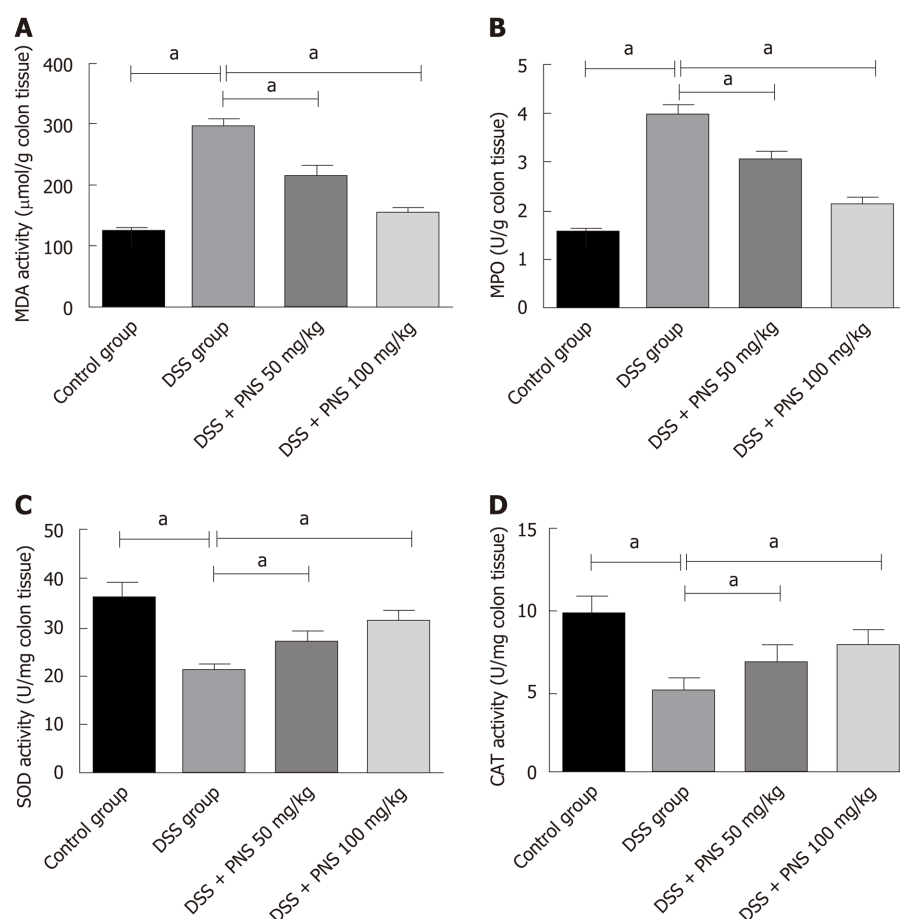 A
MDA activity (μmol/g colon tissue)
400
300
200
100
0
a
a
a
Control group
DSS group
DSS + PNS 50 mg/kg
DSS + PNS 100 mg/kg
B
MPO (U/g colon tissue)
5
4
3
2
1
0
a
a
a
Control group
DSS group
DSS + PNS 50 mg/kg
DSS + PNS 100 mg/kg
C
SOD activity (U/mg colon tissue)
50
40
30
20
10
0
a
a
a
Control group
DSS group
DSS + PNS 50 mg/kg
DSS + PNS 100 mg/kg
D
CAT activity (U/mg colon tissue)
15
10
5
0
a
a
a
Control group
DSS group
DSS + PNS 50 mg/kg
DSS + PNS 100 mg/kg